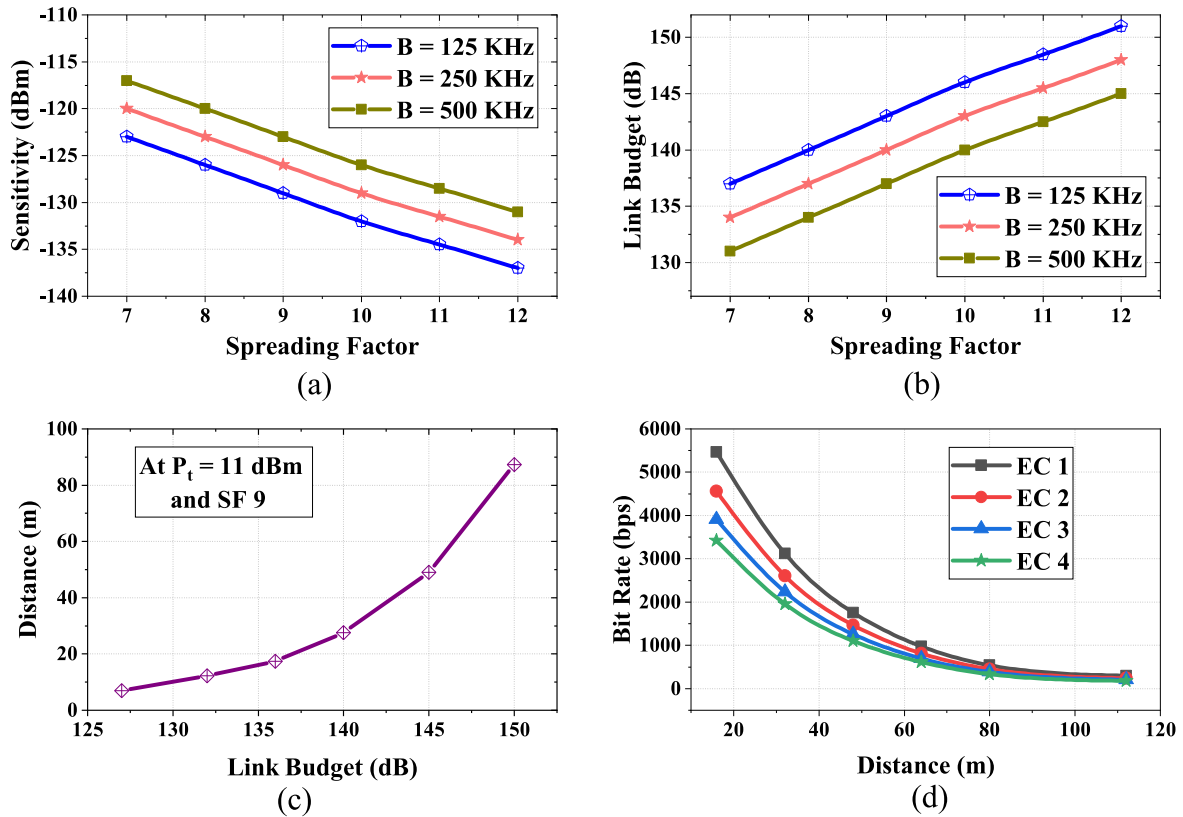 -110
-115
-120
-125
-130
-135
-140
Sensitivity (dBm)
B = 125 KHz
B = 250 KHz
B = 500 KHz
7 8 9 10 11 12
Spreading Factor
(a)
150
145
140
135
130
Link Budget (dB)
B = 125 KHz
B = 250 KHz
B = 500 KHz
7 8 9 10 11 12
Spreading Factor
(b)
100
80
60
40
20
0
Distance (m)
At Pt = 11 dBm
and SF 9
125 130 135 140 145 150
Link Budget (dB)
(c)
6000
5000
4000
3000
2000
1000
0
Bit Rate (bps)
EC 1
EC 2
EC 3
EC 4
20 40 60 80 100 120
Distance (m)
(d)